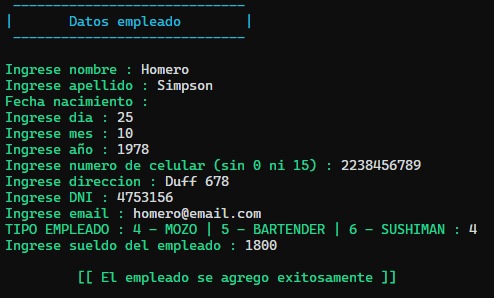 Datos empleado
Ingrese nombre : Homero
Ingrese apellido : Simpson
Fecha nacimiento :
Ingrese dia : 25
Ingrese mes : 10
Ingrese año : 1978
Ingrese numero de celular (sin 0 ni 15) : 2238456789
Ingrese direccion : Duff 678
Ingrese DNI : 4753156
Ingrese email : homero@email.com
TIPO EMPLEADO : 4 - MOZO | 5 - BARTENDER | 6 - SUSHIMAN : 4
Ingrese sueldo del empleado : 1800
[[ El empleado se agrego exitosamente ]]